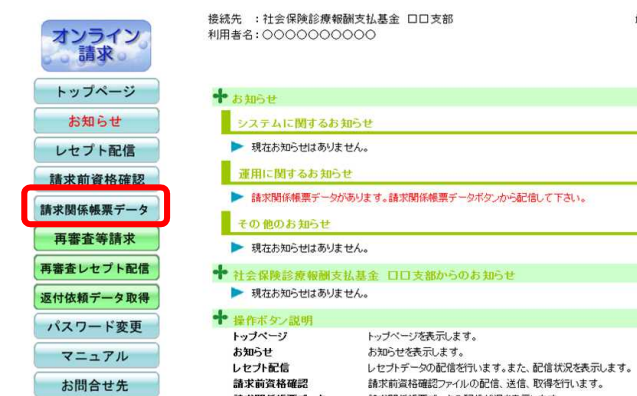 接続先 ：社会保険診療報酬支払基金 口口支部
利用者名：○○○○○○○○○○
オンライン
請求
トップページ
お知らせ
レセプト配信
請求前資格確認
請求関係帳票データ
再審査等請求
再審査レセプト配信
返付依頼データ取得
パスワード変更
マニュアル
お問合せ先
お知らせ
システムに関するお知らせ
現在お知らせはありません。
運用に関するお知らせ
請求関係帳票データがあります。請求関係帳票データボタンから配信して下さい。
その他のお知らせ
現在お知らせはありません。
社会保険診療報酬支払基金 口口支部からのお知らせ
現在お知らせはありません。
操作ボタン説明
トップページ トップページを表示します。
お知らせ お知らせを表示します。
レセプト配信 レセプトデータの配信を行います。また、配信状況を表示します。
請求前資格確認 請求前資格確認ファイルの配信、送信、取得を行います。